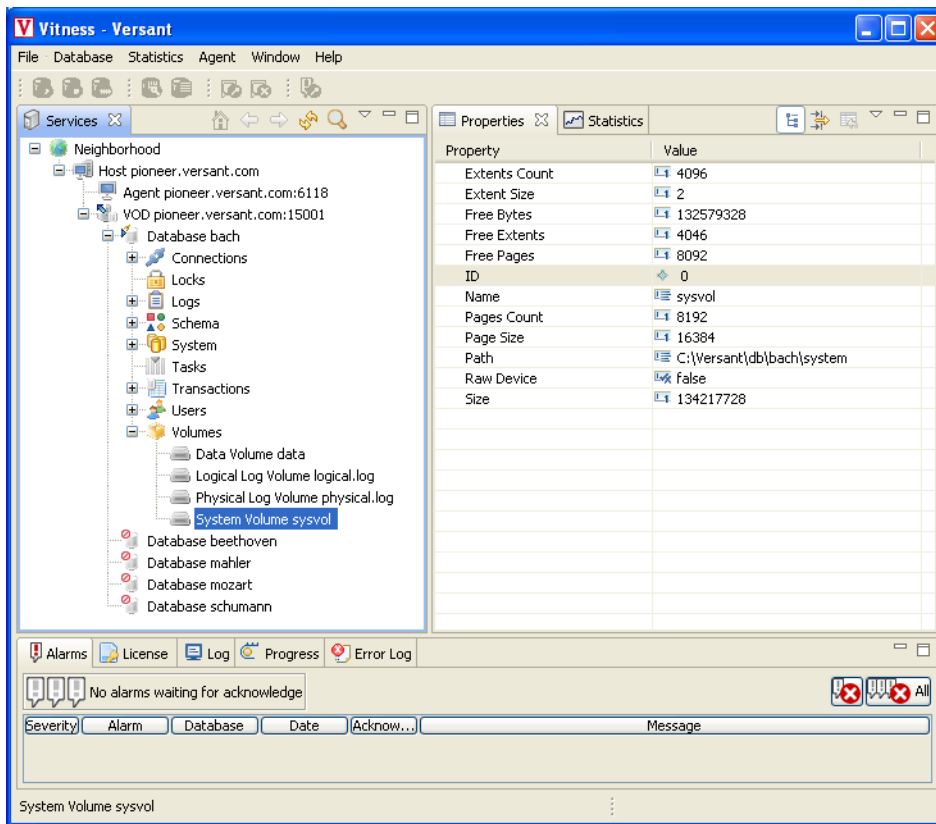 Vitness - Versant
File Database Statistics Agent Window Help
Services
Neighborhood
Host pioneer.versant.com
Agent pioneer.versant.com:6118
VOD pioneer.versant.com:15001
Database bach
Connections
Locks
Logs
Schema
System
Tasks
Transactions
Users
Volumes
Data Volume data
Logical Log Volume logical.log
Physical Log Volume physical.log
System Volume sysvol
Database beethoven
Database mahler
Database mozart
Database schumann
Properties Statistics
Property Value
Extents Count 4096
Extent Size 2
Free Bytes 132579328
Free Extents 4046
Free Pages 8092
ID 0
Name sysvol
Pages Count 8192
Page Size 16384
Path C:\Versant\db\bach\system
Raw Device false
Size 134217728
Alarms License Log Progress Error Log
No alarms waiting for acknowledge
All
Severity Alarm Database Date Acknow... Message
System Volume sysvol